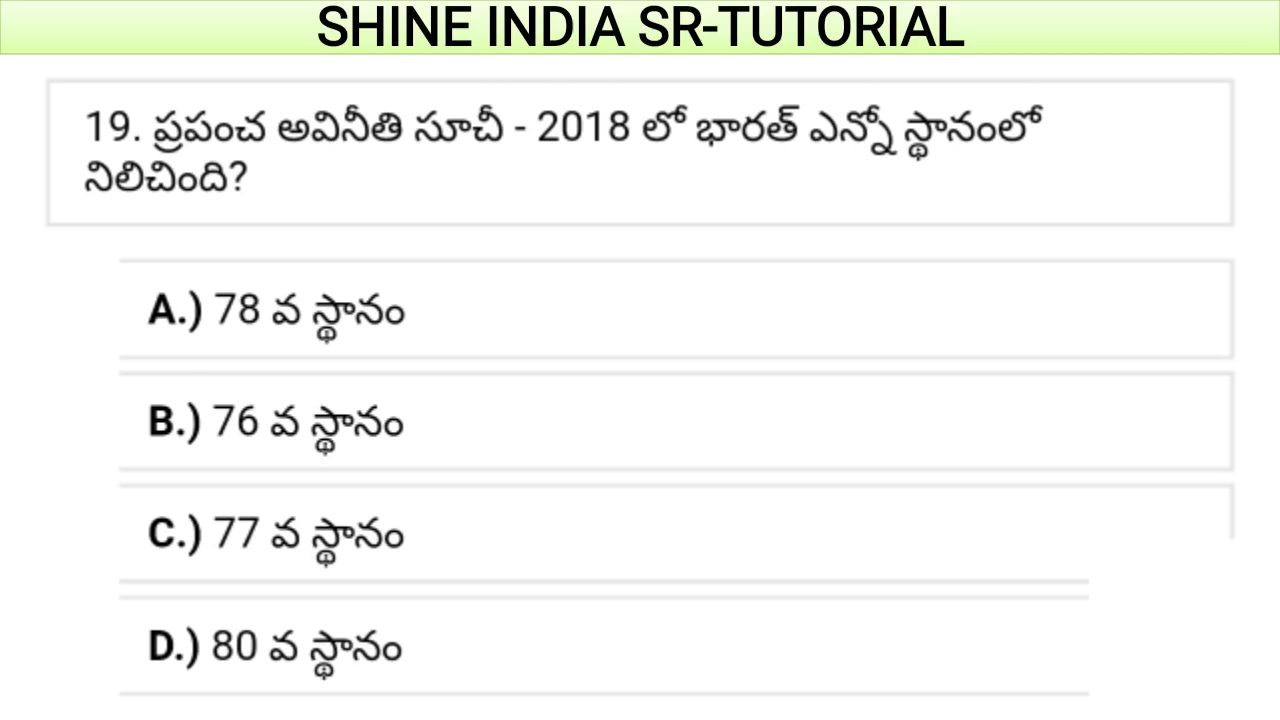 SHINE INDIA SR-TUTORIAL
19. ప్రపంచ అవినీతి సూచీ - 2018 లో భారత్ ఎన్నో స్థానంలో
నిలిచింది?
A.) 78 వ స్థానం
B.) 76 వ స్థానం
C.) 77 వ స్థానం
D.) 80 వ స్థానం